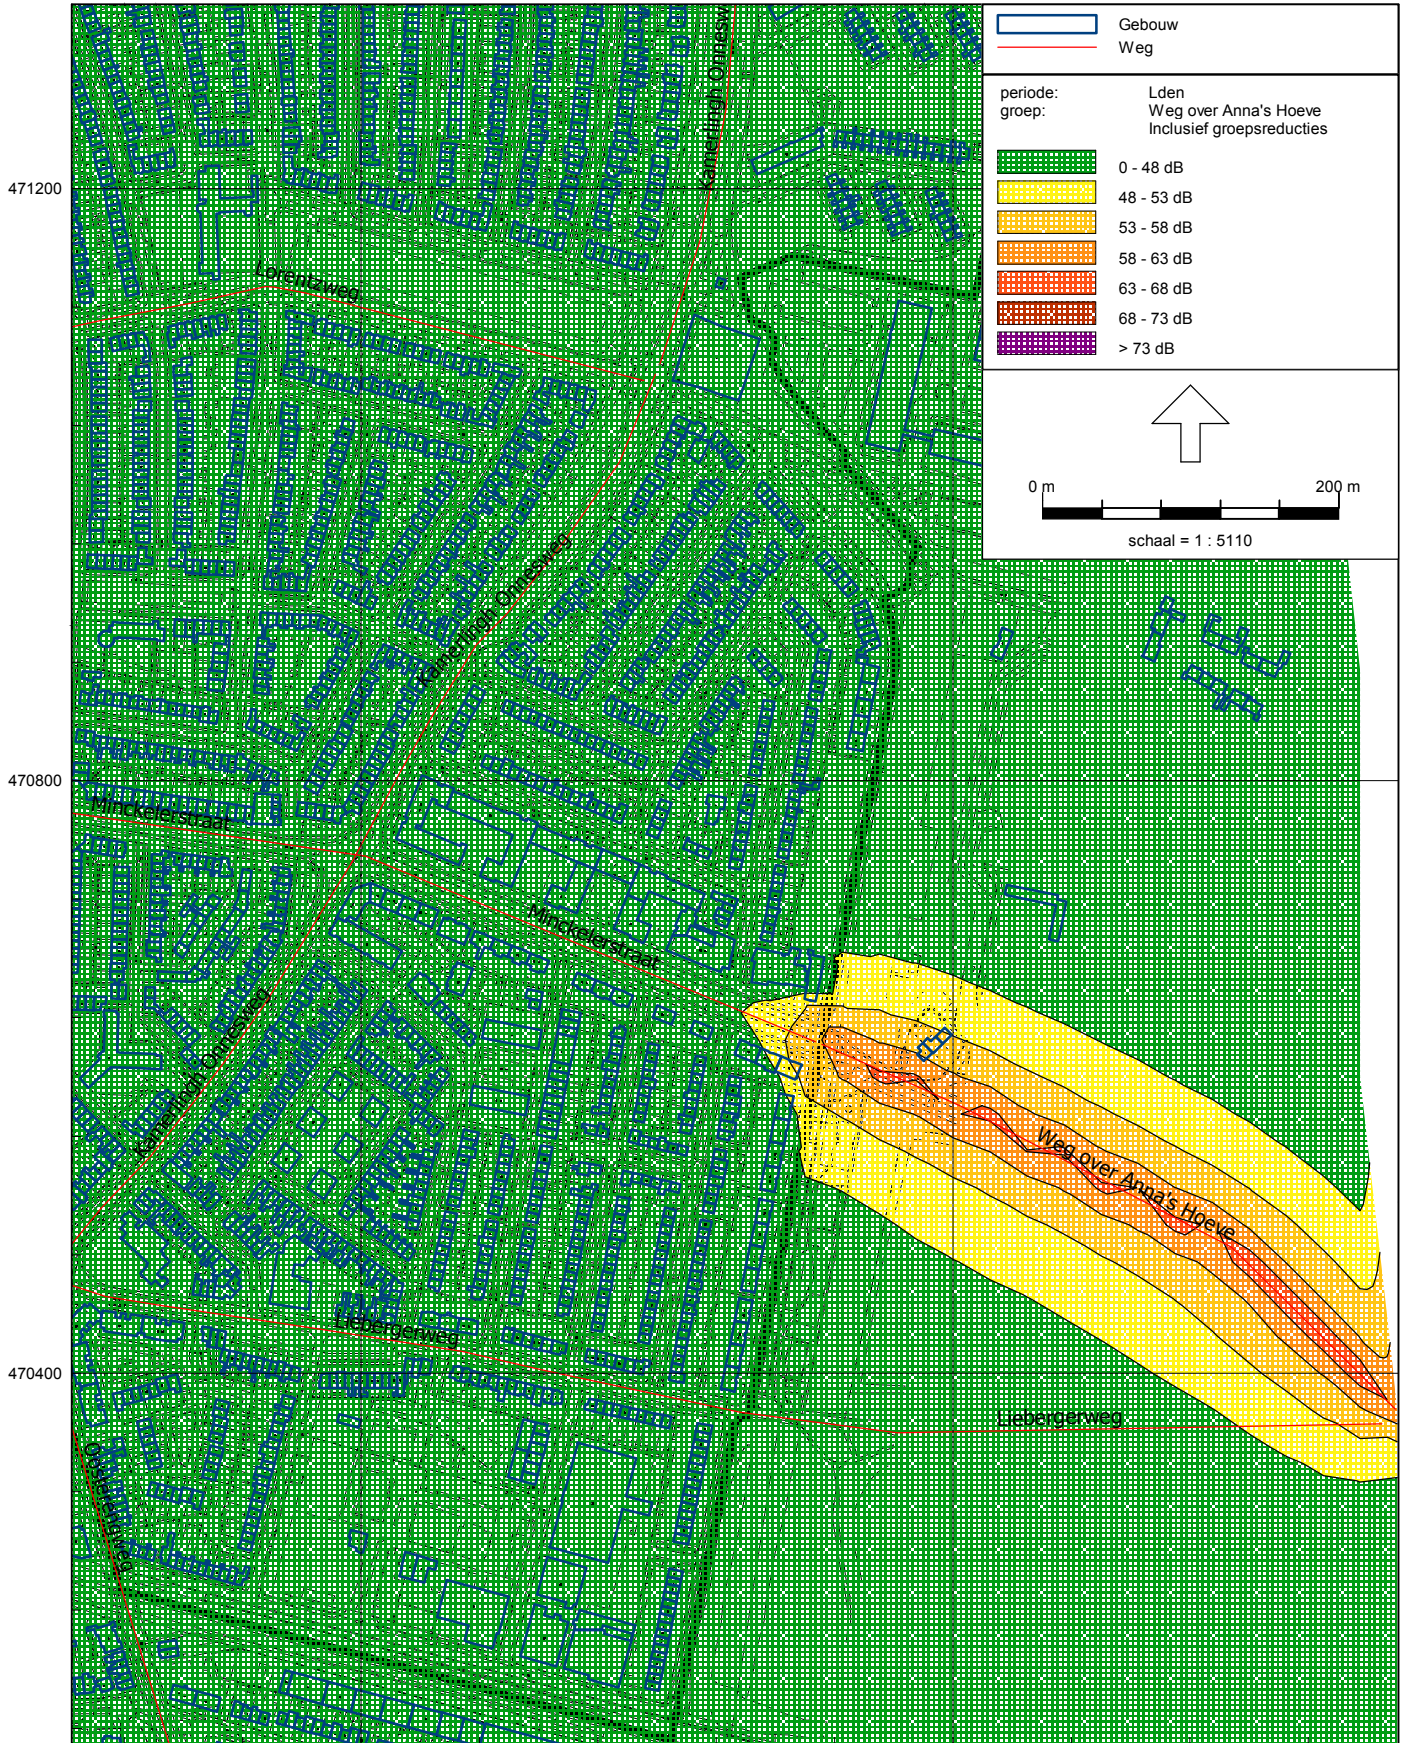 Gebouw
Weg
periode: Lden
groep: Weg over Anna's Hoeve
Inclusief groepsreducties
0 - 48 dB
48 - 53 dB
53 - 58 dB
58 - 63 dB
63 - 68 dB
68 - 73 dB
> 73 dB
0 m 200 m
schaal = 1 : 5110
471200
470800
470400
Kamerlingh Onnesw
Lorentzweg
Kamerlingh Onnesweg
Minckelerstraat
Minckelerstraat
Kamerlingh Onnesweg
Weg over Anna's Hoeve
Liebergerweg
Liebergerweg
Oosterengweg